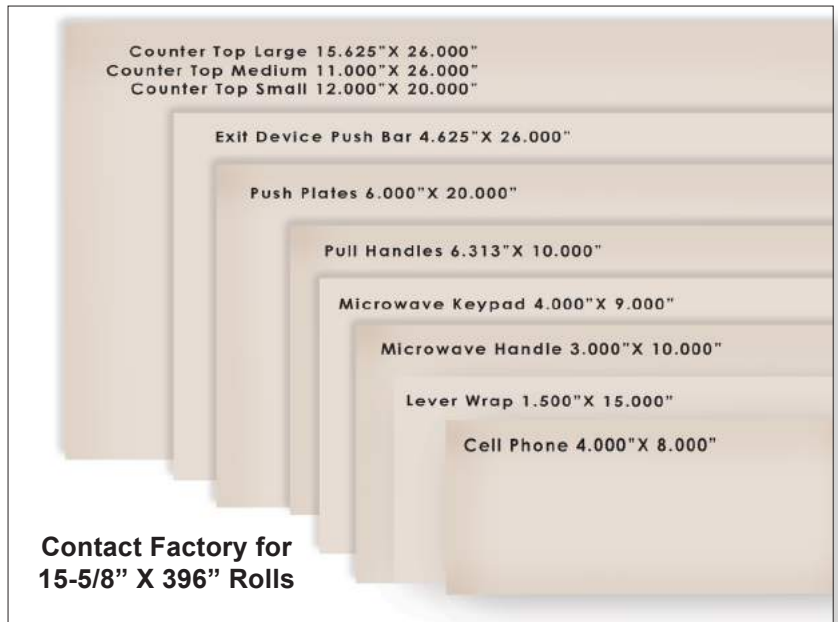 Counter Top Large 15.625"X 26.000"
Counter Top Medium 11.000"X 26.000"
Counter Top Small 12.000"X 20.000"
Exit Device Push Bar 4.625"X 26.000"
Push Plates 6.000"X 20.000"
Pull Handles 6.313"X 10.000"
Microwave Keypad 4.000"X 9.000"
Microwave Handle 3.000"X 10.000"
Lever Wrap 1.500"X 15.000"
Cell Phone 4.000"X 8.000"
Contact Factory for
15-5/8” X 396” Rolls